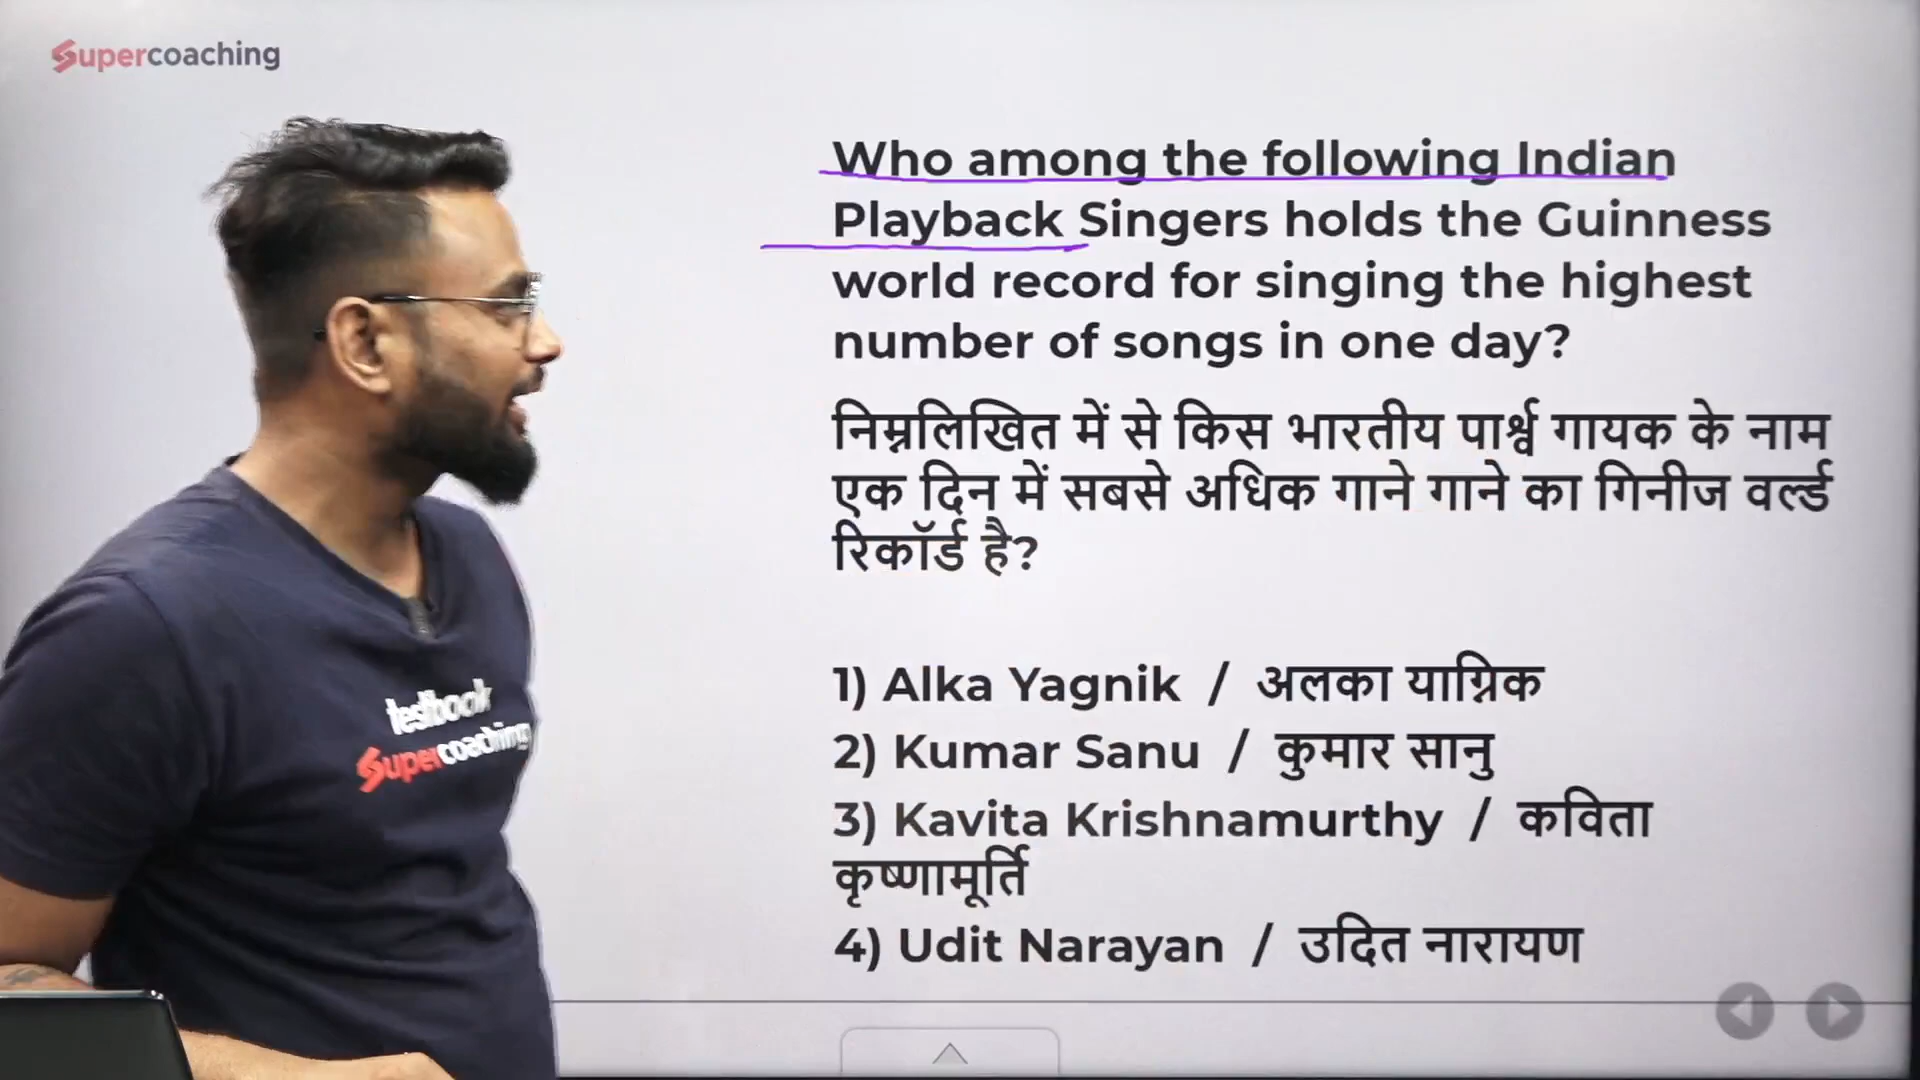 Supercoaching
Who among the following Indian
Playback Singers holds the Guinness
world record for singing the highest
number of songs in one day?
निम्नलिखित में से किस भारतीय पार्श्व गायक के नाम
एक दिन में सबसे अधिक गाने गाने का गिनीज वर्ल्ड
रिकॉर्ड है?
1) Alka Yagnik / अलका याग्निक
2) Kumar Sanu / कुमार सानु
3) Kavita Krishnamurthy / कविता
कृष्णामूर्ति
4) Udit Narayan / उदित नारायण
testbook
Supercoaching